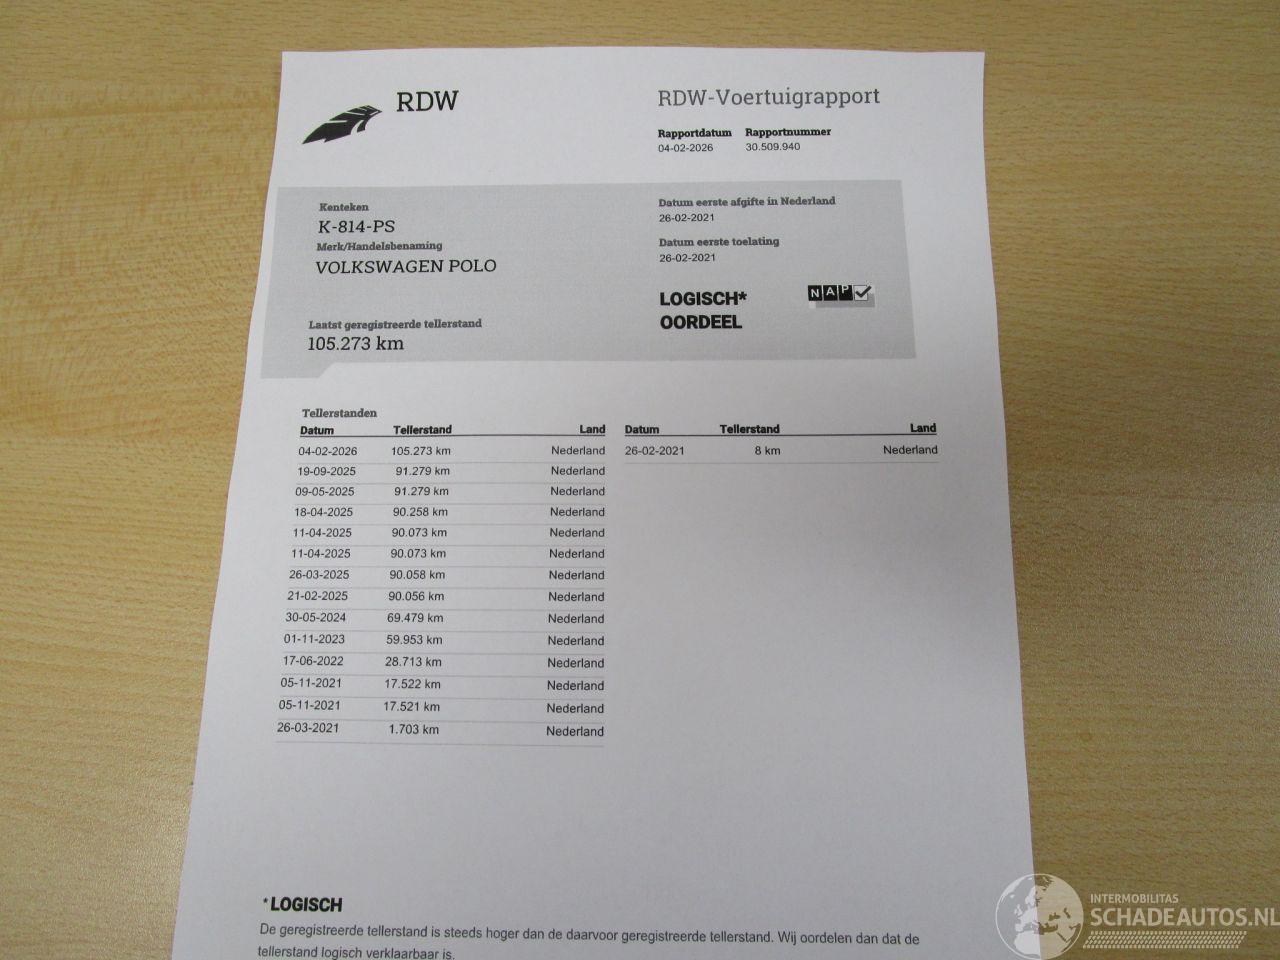 RDW
RDW-Voertuigrapport
Rapportdatum Rapportnummer
04-02-2026 30.509.940
Kenteken
K-814-PS
Merk/Handelsbenaming
VOLKSWAGEN POLO
Laatst geregistreerde tellerstand
105.273 km
Datum eerste afgifte in Nederland
26-02-2021
Datum eerste toelating
26-02-2021
LOGISCH*
OORDEEL
NAP
Tellerstanden
Datum Tellerstand Land Datum Tellerstand Land
04-02-2026 105.273 km Nederland 26-02-2021 8 km Nederland
19-09-2025 91.279 km Nederland
09-05-2025 91.279 km Nederland
18-04-2025 90.258 km Nederland
11-04-2025 90.073 km Nederland
11-04-2025 90.073 km Nederland
26-03-2025 90.058 km Nederland
21-02-2025 90.056 km Nederland
30-05-2024 69.479 km Nederland
01-11-2023 59.953 km Nederland
17-06-2022 28.713 km Nederland
05-11-2021 17.522 km Nederland
05-11-2021 17.521 km Nederland
26-03-2021 1.703 km Nederland
*LOGISCH
De geregistreerde tellerstand is steeds hoger dan de daarvoor geregistreerde tellerstand. Wij oordelen dan dat de
tellerstand logisch verklaarbaar is.
INTERMOBILITAS
SCHADEAUTOS.NL